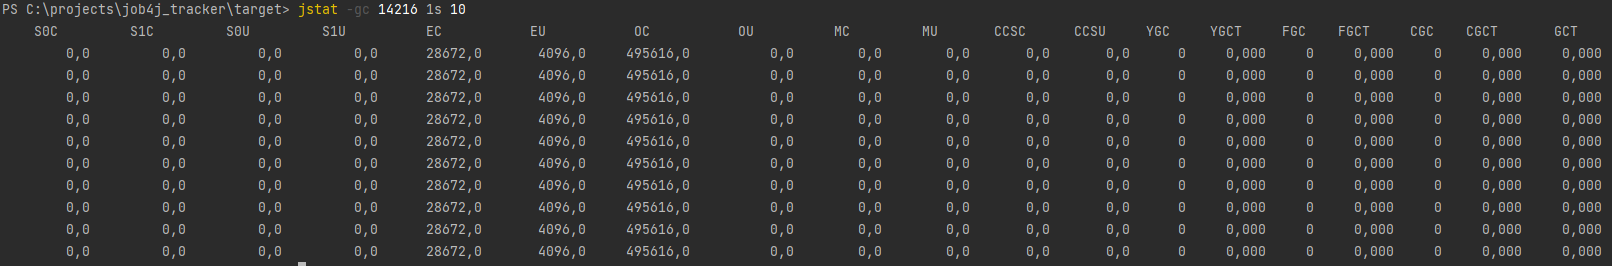 PS C:\projects\job4j_tracker\target> jstat -gc 14216 1s 10
S0C S1C S0U S1U EC EU OC OU MC MU CCSC CCSU YGC YGCT FGC FGCT CGC CGCT GCT
0,0 0,0 0,0 0,0 28672,0 4096,0 495616,0 0,0 0,0 0,0 0,0 0,0 0 0,000 0 0,000 0 0,000 0,000
0,0 0,0 0,0 0,0 28672,0 4096,0 495616,0 0,0 0,0 0,0 0,0 0,0 0 0,000 0 0,000 0 0,000 0,000
0,0 0,0 0,0 0,0 28672,0 4096,0 495616,0 0,0 0,0 0,0 0,0 0,0 0 0,000 0 0,000 0 0,000 0,000
0,0 0,0 0,0 0,0 28672,0 4096,0 495616,0 0,0 0,0 0,0 0,0 0,0 0 0,000 0 0,000 0 0,000 0,000
0,0 0,0 0,0 0,0 28672,0 4096,0 495616,0 0,0 0,0 0,0 0,0 0,0 0 0,000 0 0,000 0 0,000 0,000
0,0 0,0 0,0 0,0 28672,0 4096,0 495616,0 0,0 0,0 0,0 0,0 0,0 0 0,000 0 0,000 0 0,000 0,000
0,0 0,0 0,0 0,0 28672,0 4096,0 495616,0 0,0 0,0 0,0 0,0 0,0 0 0,000 0 0,000 0 0,000 0,000
0,0 0,0 0,0 0,0 28672,0 4096,0 495616,0 0,0 0,0 0,0 0,0 0,0 0 0,000 0 0,000 0 0,000 0,000
0,0 0,0 0,0 0,0 28672,0 4096,0 495616,0 0,0 0,0 0,0 0,0 0,0 0 0,000 0 0,000 0 0,000 0,000
0,0 0,0 0,0 0,0 28672,0 4096,0 495616,0 0,0 0,0 0,0 0,0 0,0 0 0,000 0 0,000 0 0,000 0,000